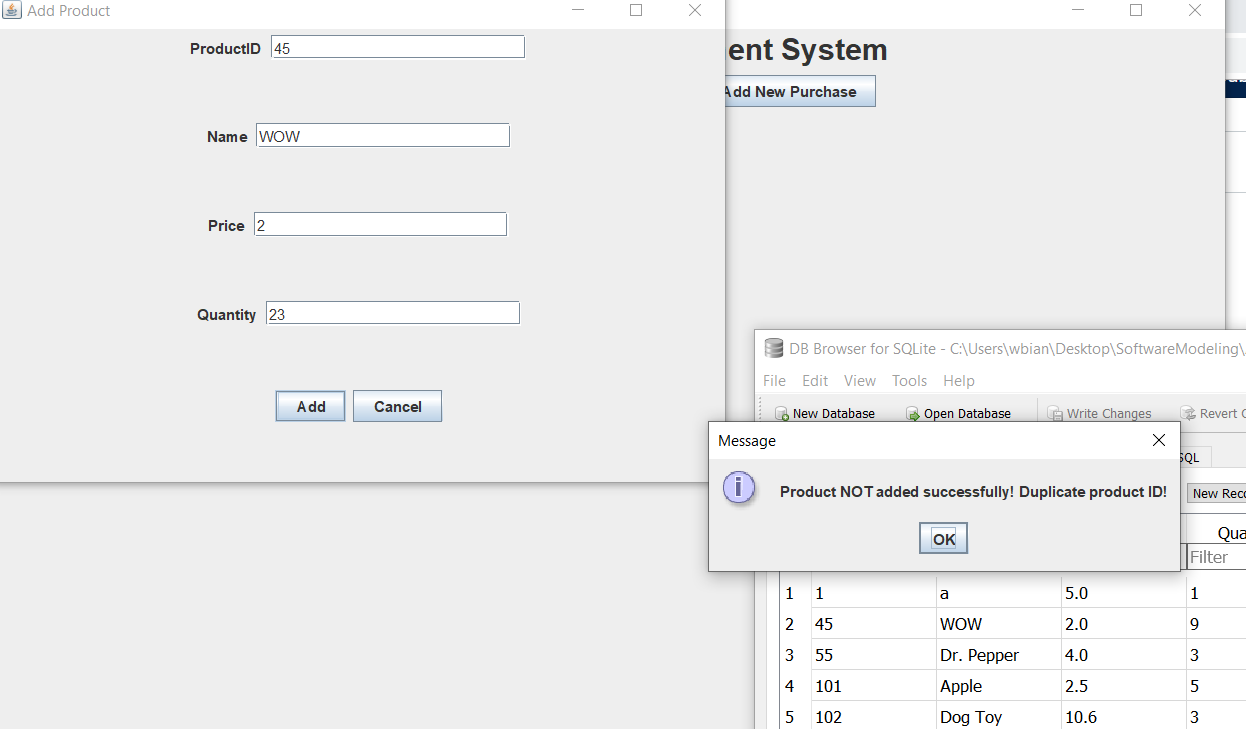 Add Product
ProductID 45
ent System
Add New Purchase
Name WOW
Price 2
Quantity 23
Add Cancel
DB Browser for SQLite - C:\Users\wbian\Desktop\SoftwareModeling\
File Edit View Tools Help
New Database Open Database Write Changes Revert C
Message
SQL
Product NOT added successfully! Duplicate product ID!
New Reco
OK
Qua
Filter
1 1 a 5.0 1
2 45 WOW 2.0 9
3 55 Dr. Pepper 4.0 3
4 101 Apple 2.5 5
5 102 Dog Toy 10.6 3